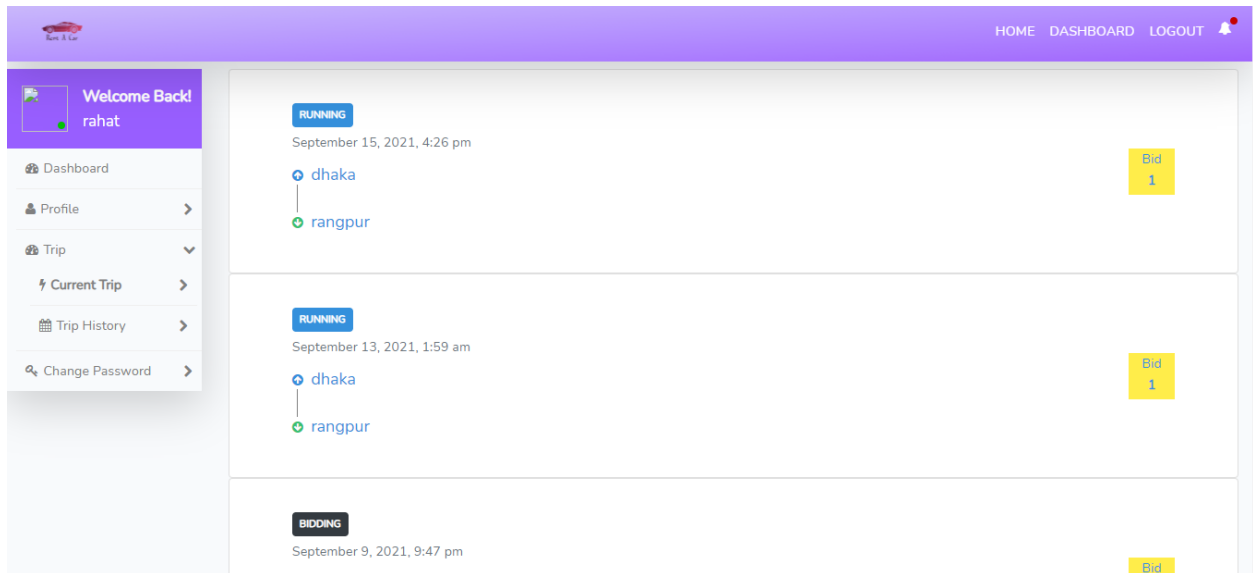 Rent A Car
HOME DASHBOARD LOGOUT
Welcome Back!
rahat
Dashboard
Profile
Trip
Current Trip
Trip History
Change Password
RUNNING
September 15, 2021, 4:26 pm
dhaka
rangpur
Bid
1
RUNNING
September 13, 2021, 1:59 am
dhaka
rangpur
Bid
1
BIDDING
September 9, 2021, 9:47 pm
Bid